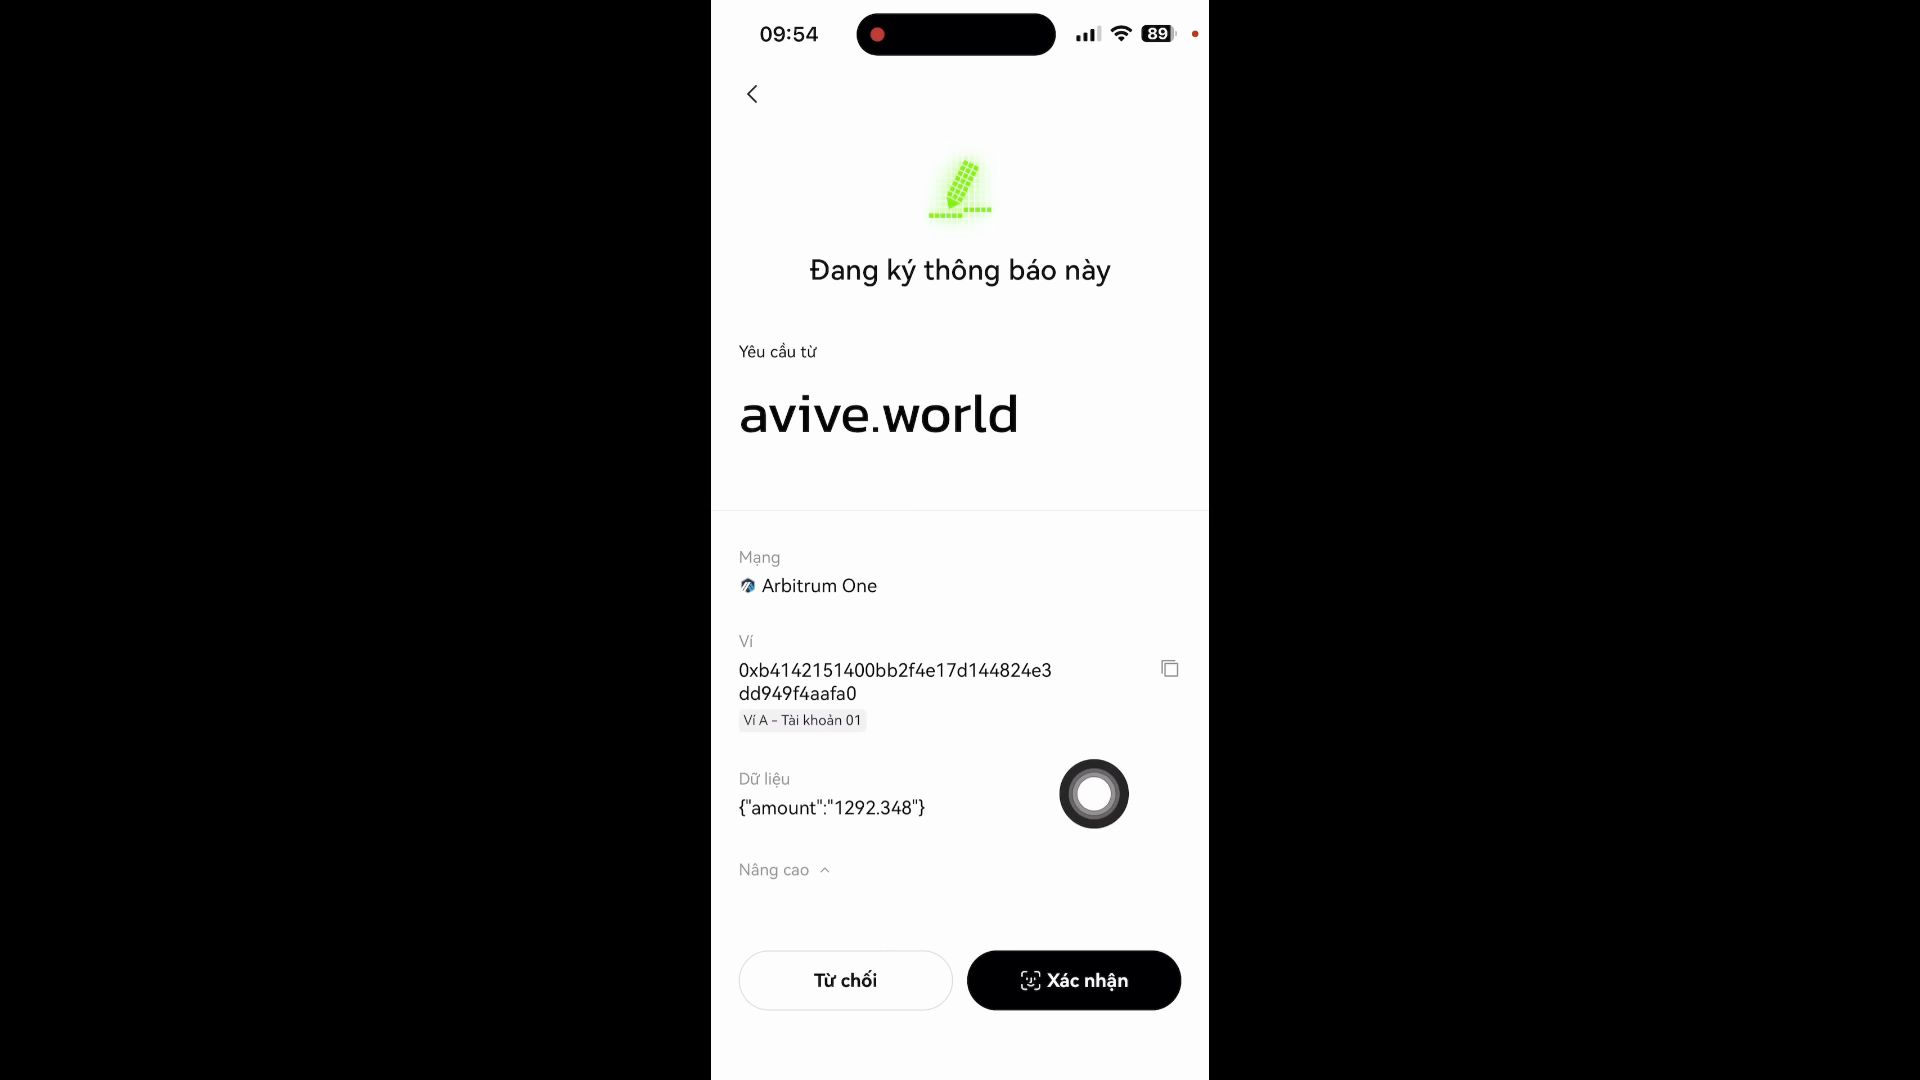 09:54
89
Đang ký thông báo này
Yêu cầu từ
avive.world
Mạng
Arbitrum One
Ví
0xb4142151400bb2f4e17d144824e3
dd949f4aafa0
Ví A - Tài khoản 01
Dữ liệu
{"amount":"1292.348"}
Nâng cao
Từ chối
Xác nhận